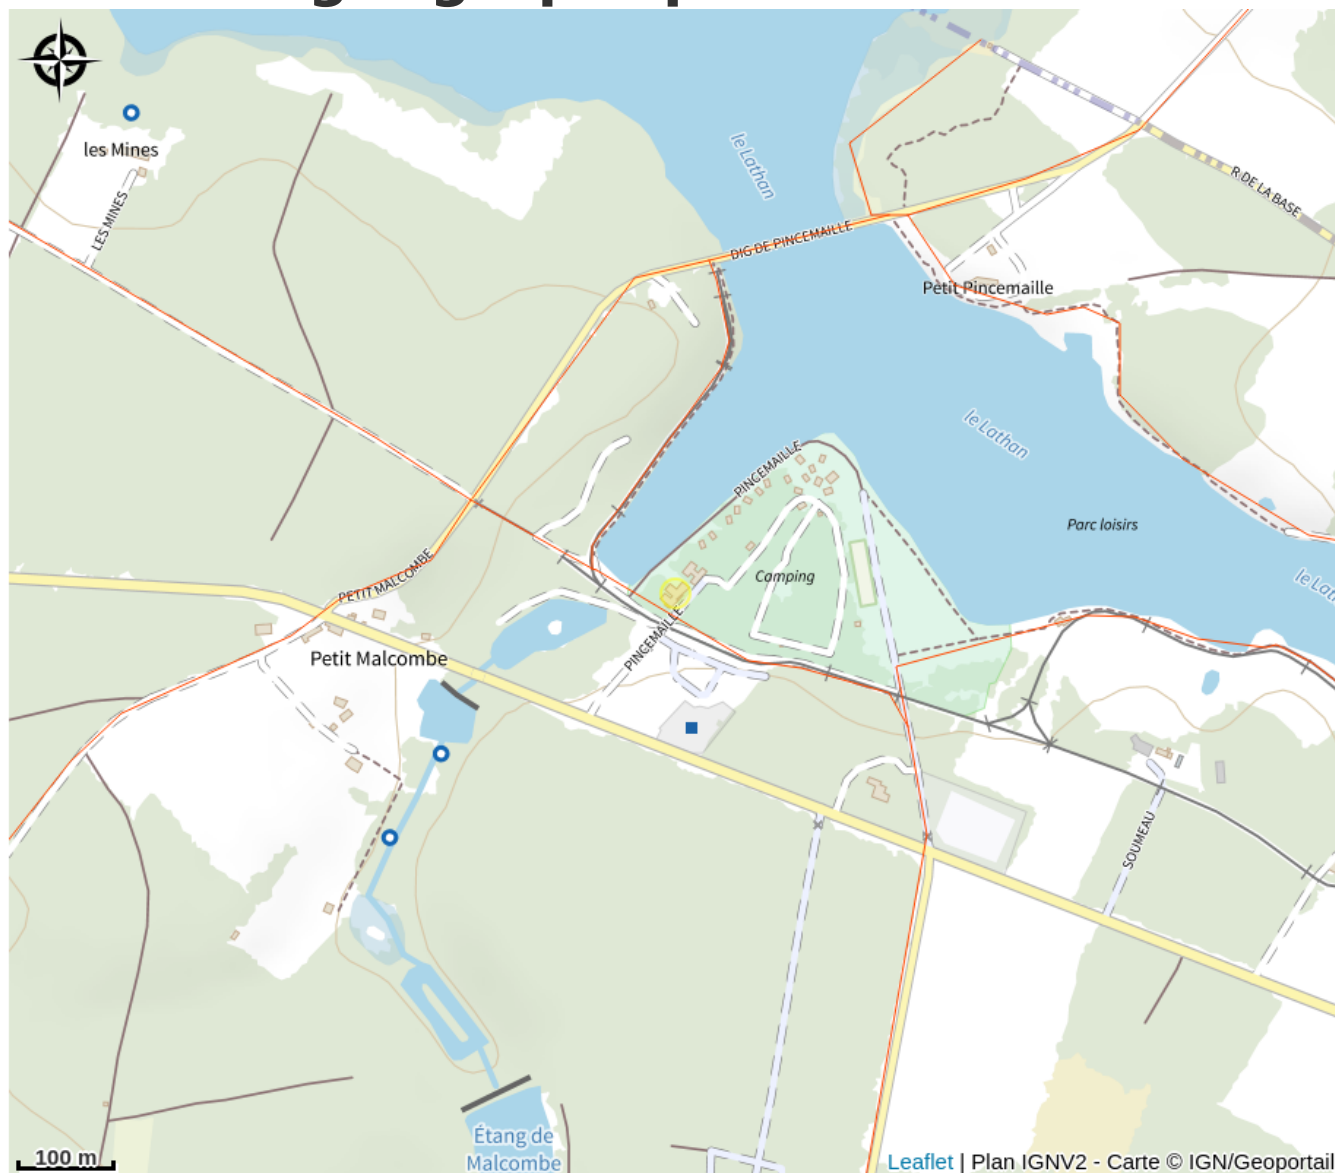 les Mines
LES MINES
le Lathan
R DE LA BASE
DIG DE PINCEMAILLE
Petit Pincemaille
le Lathan
PINCEMAILLE
Parc loisirs
Camping
PETIT MALCOMBE
PINCEMAILLE
Petit Malcombe
SOUMEAU
Étang de
Malcombe
100 m
Leaflet | Plan IGNV2 - Carte © IGN/Geoportail